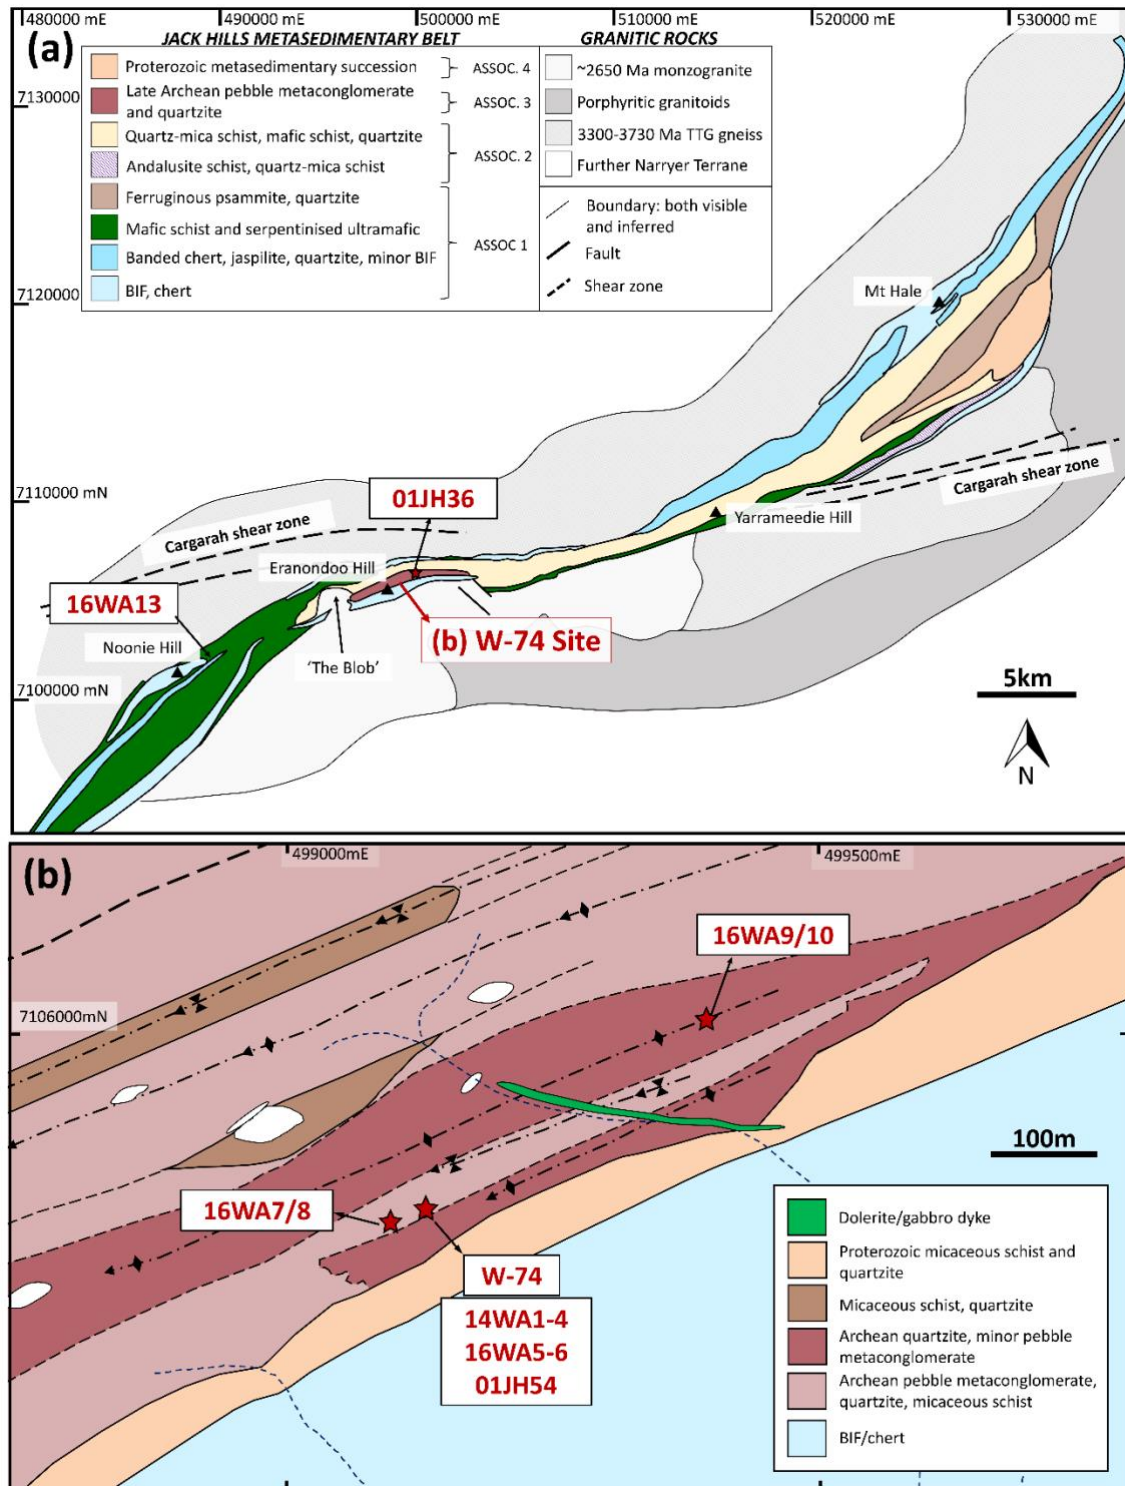 480000 mE
490000 mE
500000 mE
510000 mE
520000 mE
530000 mE
(a)
JACK HILLS METASEDIMENTARY BELT
GRANITIC ROCKS
Proterozoic metasedimentary succession
ASSOC. 4
Late Archean pebble metaconglomerate
and quartzite
ASSOC. 3
Quartz-mica schist, mafic schist, quartzite
Andalusite schist, quartz-mica schist
ASSOC. 2
Ferruginous psammite, quartzite
Mafic schist and serpentinised ultramafic
Banded chert, jaspilite, quartzite, minor BIF
BIF, chert
ASSOC 1
~2650 Ma monzogranite
Porphyritic granitoids
3300-3730 Ma TTG gneiss
Further Narryer Terrane
Boundary: both visible
and inferred
Fault
Shear zone
7130000
7120000
7110000 mN
7100000 mN
Mt Hale
Cargarah shear zone
Cargarah shear zone
Yarrameedie Hill
01JH36
Eranondoo Hill
16WA13
Noonie Hill
'The Blob'
(b) W-74 Site
5km
N
(b)
499000mE
499500mE
7106000mN
16WA9/10
16WA7/8
W-74
14WA1-4
16WA5-6
01JH54
100m
Dolerite/gabbro dyke
Proterozoic micaceous schist and
quartzite
Micaceous schist, quartzite
Archean quartzite, minor pebble
metaconglomerate
Archean pebble metaconglomerate,
quartzite, micaceous schist
BIF/chert